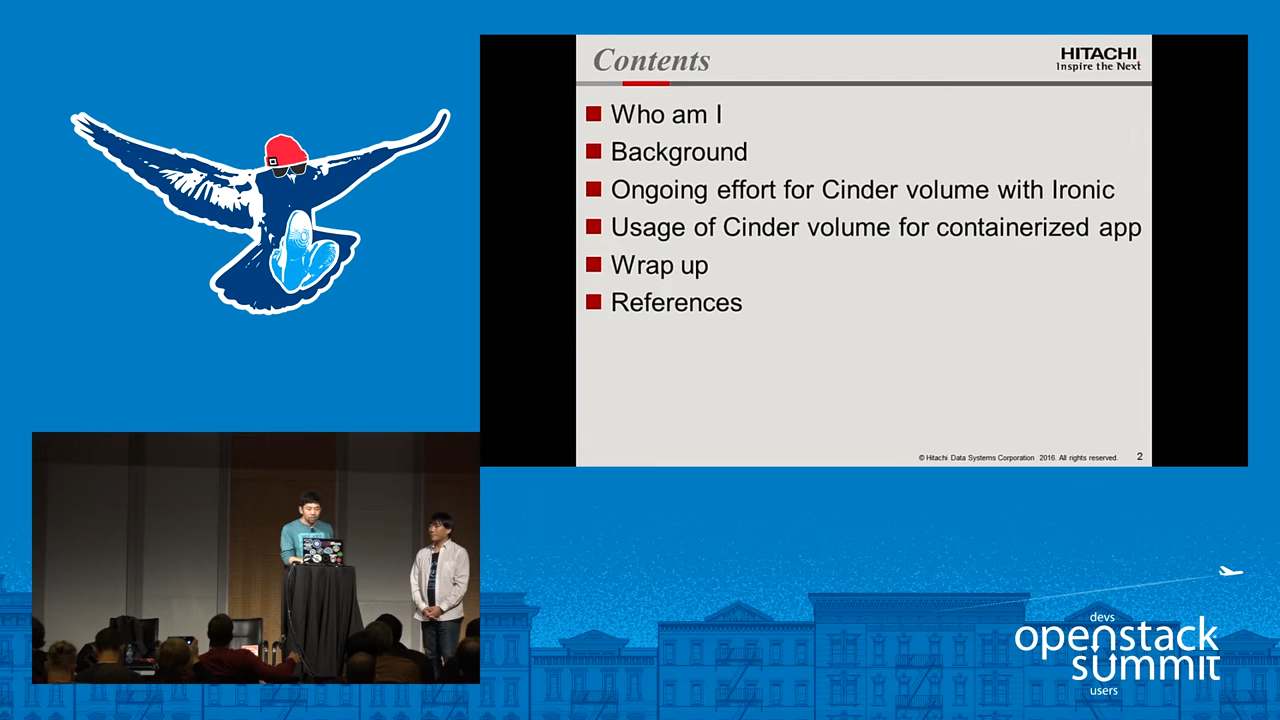 Contents
HITACHI
Inspire the Next
Who am I
Background
Ongoing effort for Cinder volume with Ironic
Usage of Cinder volume for containerized app
Wrap up
References
© Hitachi Data Systems Corporation 2016. All rights reserved.
2
devs
openstack
summit
users